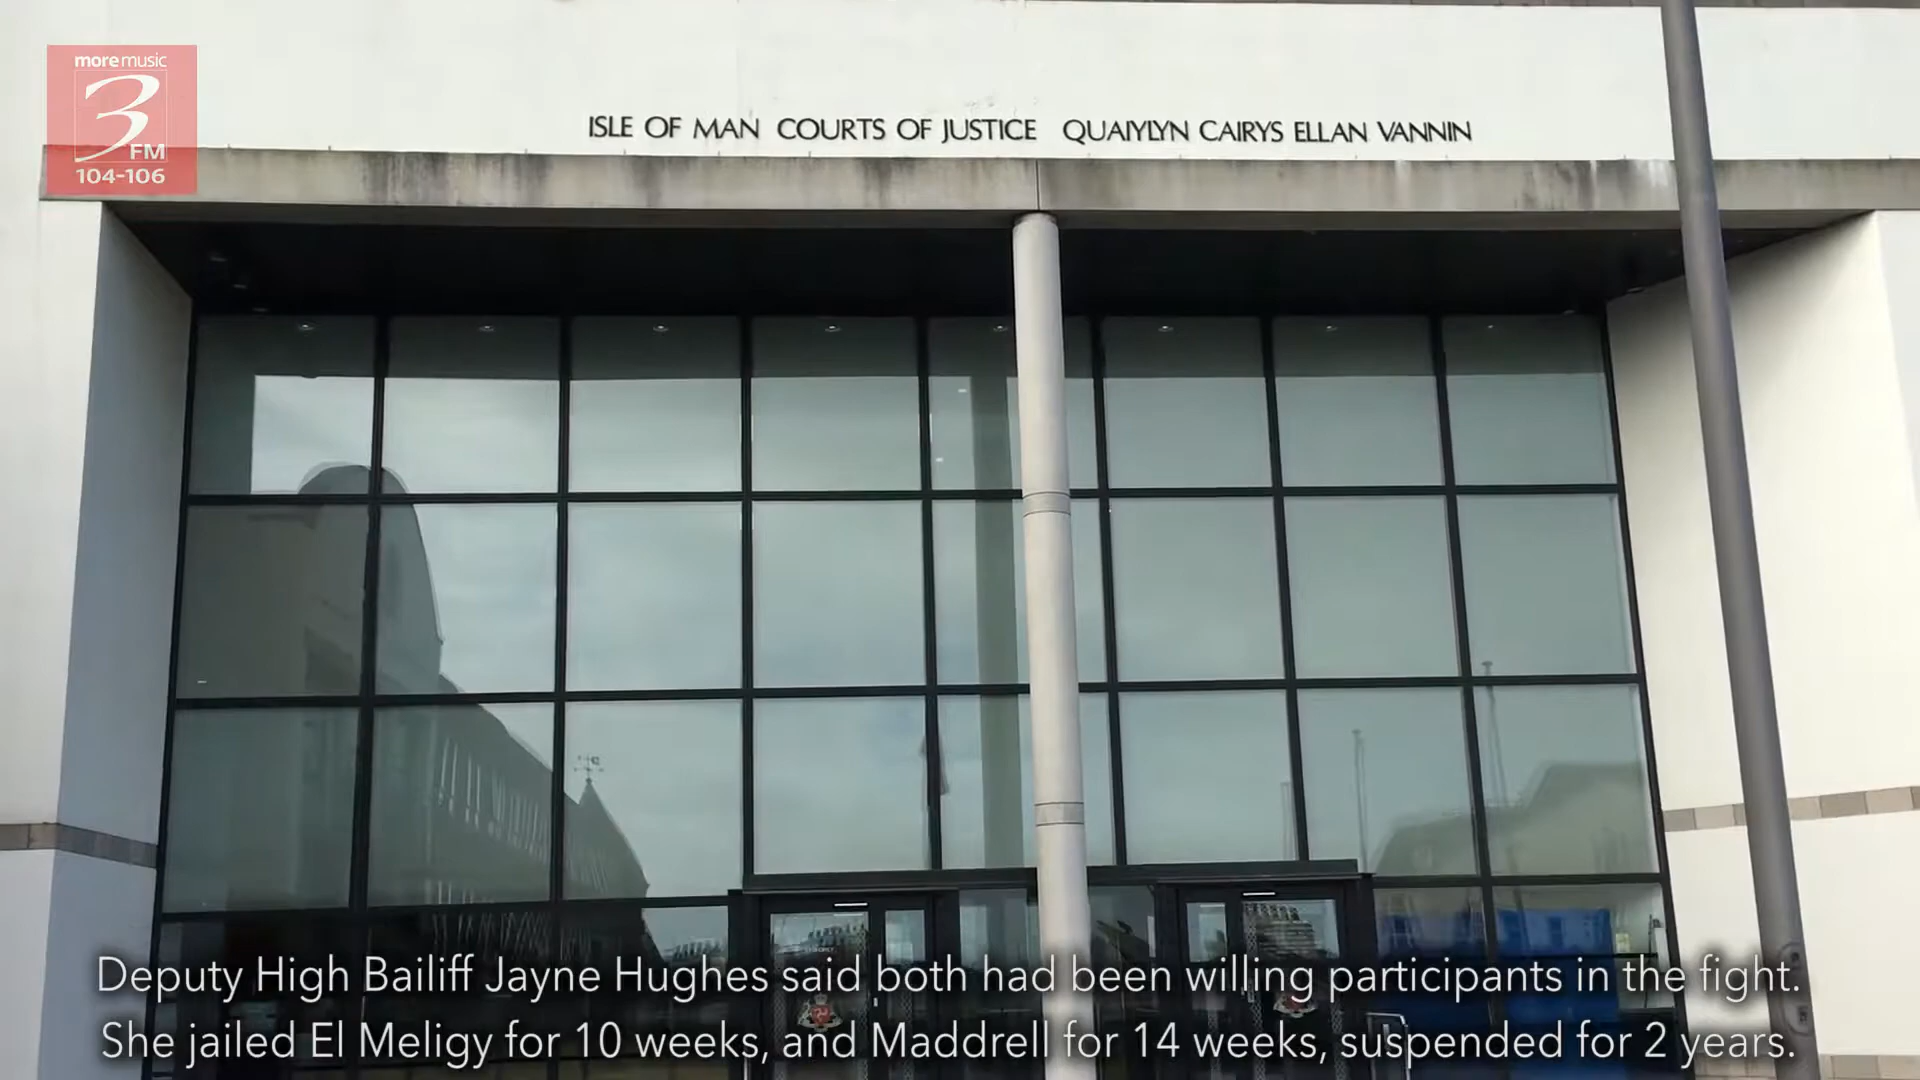 more music
3
FM
104-106
ISLE OF MAN COURTS OF JUSTICE QUAIYLYN CAIRYS ELLAN VANNIN
Deputy High Bailiff Jayne Hughes said both had been willing participants in the fight.
She jailed El Meligy for 10 weeks, and Maddrell for 14 weeks, suspended for 2 years.